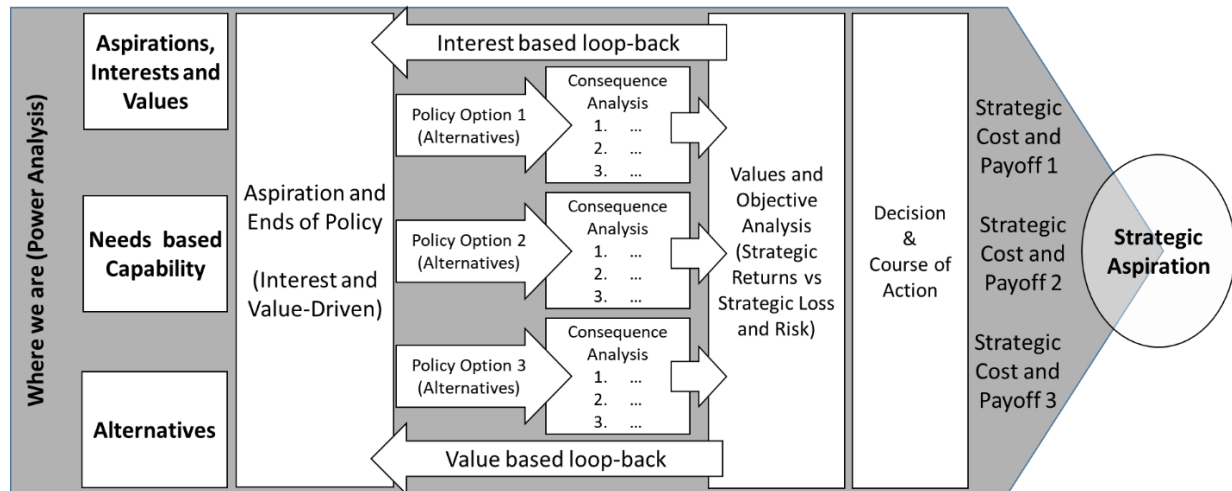 Where we are (Power Analysis)
Aspirations,
Interests and
Values
Needs based
Capability
Alternatives
Aspiration and
Ends of Policy
(Interest and
Value-Driven)
Interest based loop-back
Policy Option 1
(Alternatives)
Consequence
Analysis
1. ...
2. ...
3. ...
Policy Option 2
(Alternatives)
Consequence
Analysis
1. ...
2. ...
3. ...
Policy Option 3
(Alternatives)
Consequence
Analysis
1. ...
2. ...
3. ...
Value based loop-back
Values and
Objective
Analysis
(Strategic
Returns vs
Strategic Loss
and Risk)
Decision
&
Course of
Action
Strategic
Cost and
Payoff 1
Strategic
Cost and
Payoff 2
Strategic
Cost and
Payoff 3
Strategic
Aspiration